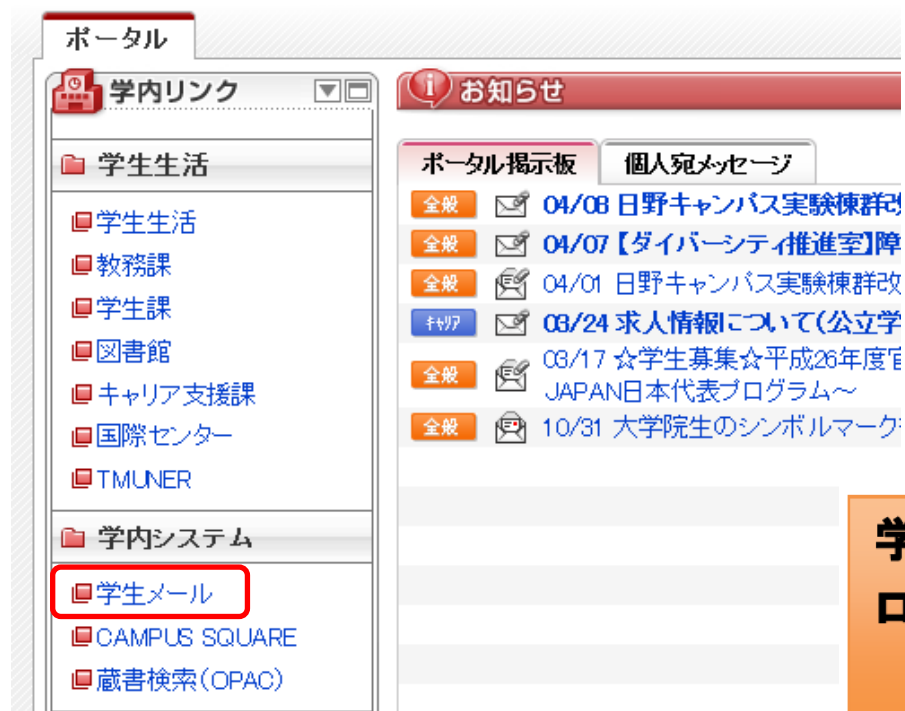 ポータル
学内リンク
お知らせ
学生生活
学生生活
教務課
学生課
図書館
キャリア支援課
国際センター
TMUNER
学内システム
学生メール
CAMPUS SQUARE
蔵書検索(OPAC)
ポータル掲示板 個人宛メッセージ
全般 04/08 日野キャンパス実験棟群改
全般 04/07【ダイバーシティ推進室】障
全般 04/01 日野キャンパス実験棟群改
ｷｬﾘｱ 03/24 求人情報について(公立学
全般 03/17 ☆学生募集☆平成26年度官
JAPAN日本代表プログラム～
全般 10/31 大学院生のシンボルマーク
学
ロ